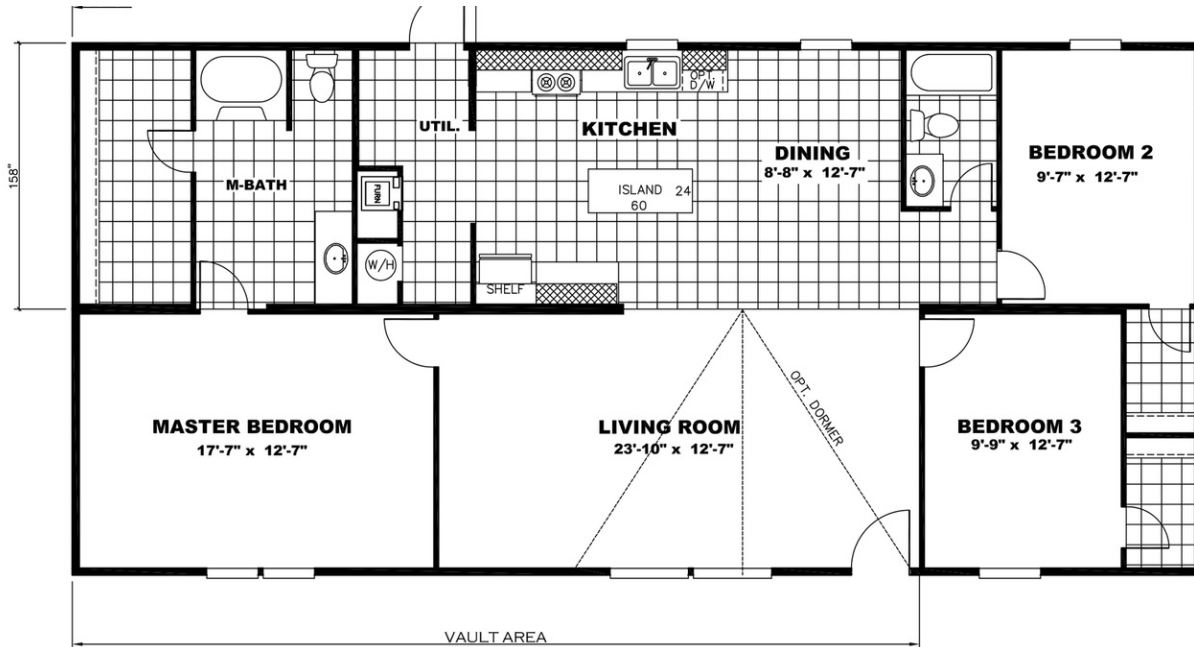 158"
M-BATH
UTIL.
FURN
W/H
KITCHEN
OPT.
D/W
ISLAND 24
60
SHELF
DINING
8'-8" x 12'-7"
BEDROOM 2
9'-7" x 12'-7"
MASTER BEDROOM
17'-7" x 12'-7"
LIVING ROOM
23'-10" x 12'-7"
OPT. DORMER
BEDROOM 3
9'-9" x 12'-7"
VAULT AREA